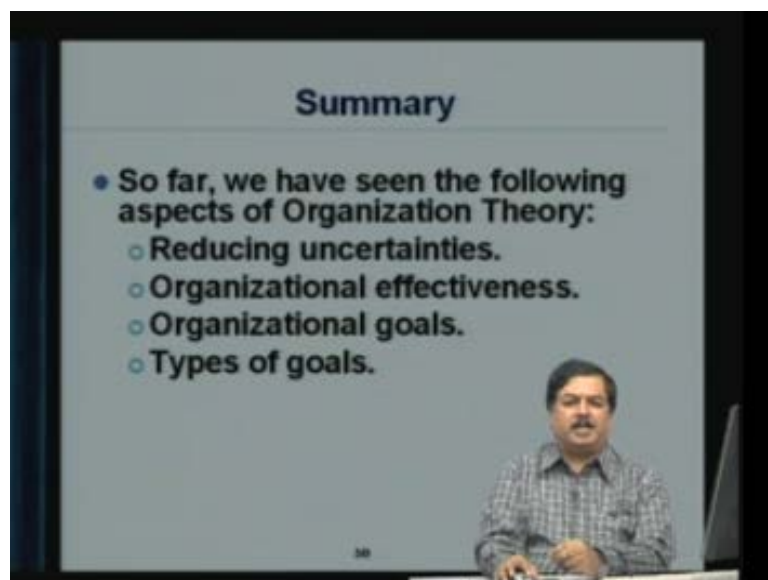 Summary
• So far, we have seen the following
aspects of Organization Theory:
○ Reducing uncertainties.
○ Organizational effectiveness.
○ Organizational goals.
○ Types of goals.